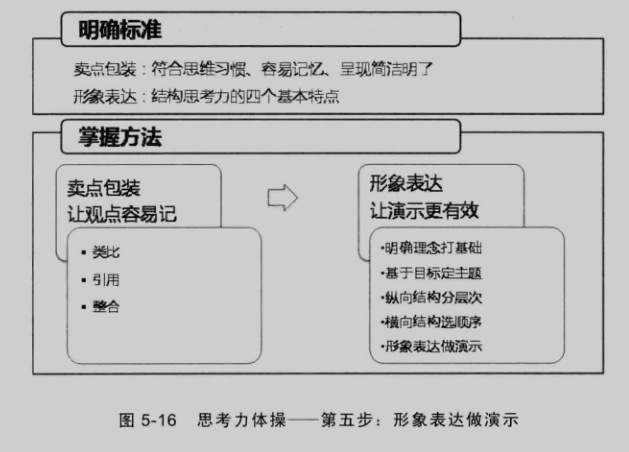 明确标准
卖点包装：符合思维习惯、容易记忆、呈现简洁明了
形象表达：结构思考力的四个基本特点
掌握方法
卖点包装
让观点容易记
▪ 类比
▪ 引用
▪ 整合
形象表达
让演示更有效
•明确理念打基础
•基于目标定主题
•纵向结构分层次
•横向结构选顺序
•形象表达做演示
图 5-16 思考力体操——第五步：形象表达做演示